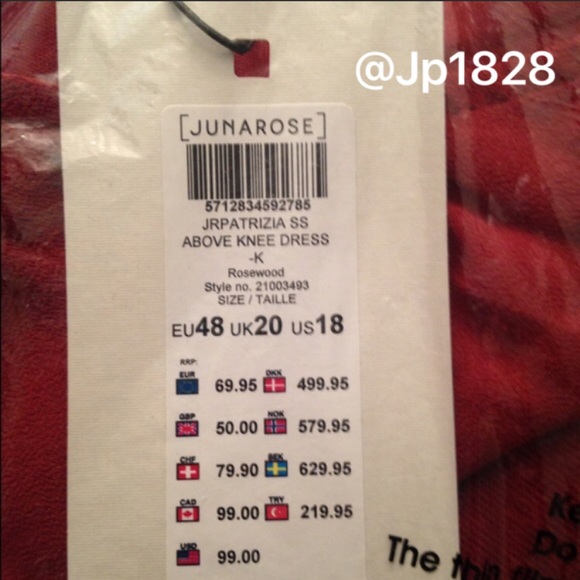 @Jp1828
[JUNAROSE]
5712834592785
JRPATRIZIA SS
ABOVE KNEE DRESS
-K
Rosewood
Style no. 21003493
SIZE / TAILLE
EU48 UK20 US18
RRP:
EUR 69.95 DKK 499.95
GBP 50.00 NOK 579.95
CHF 79.90 SEK 629.95
CAD 99.00 TRY 219.95
USD 99.00
The